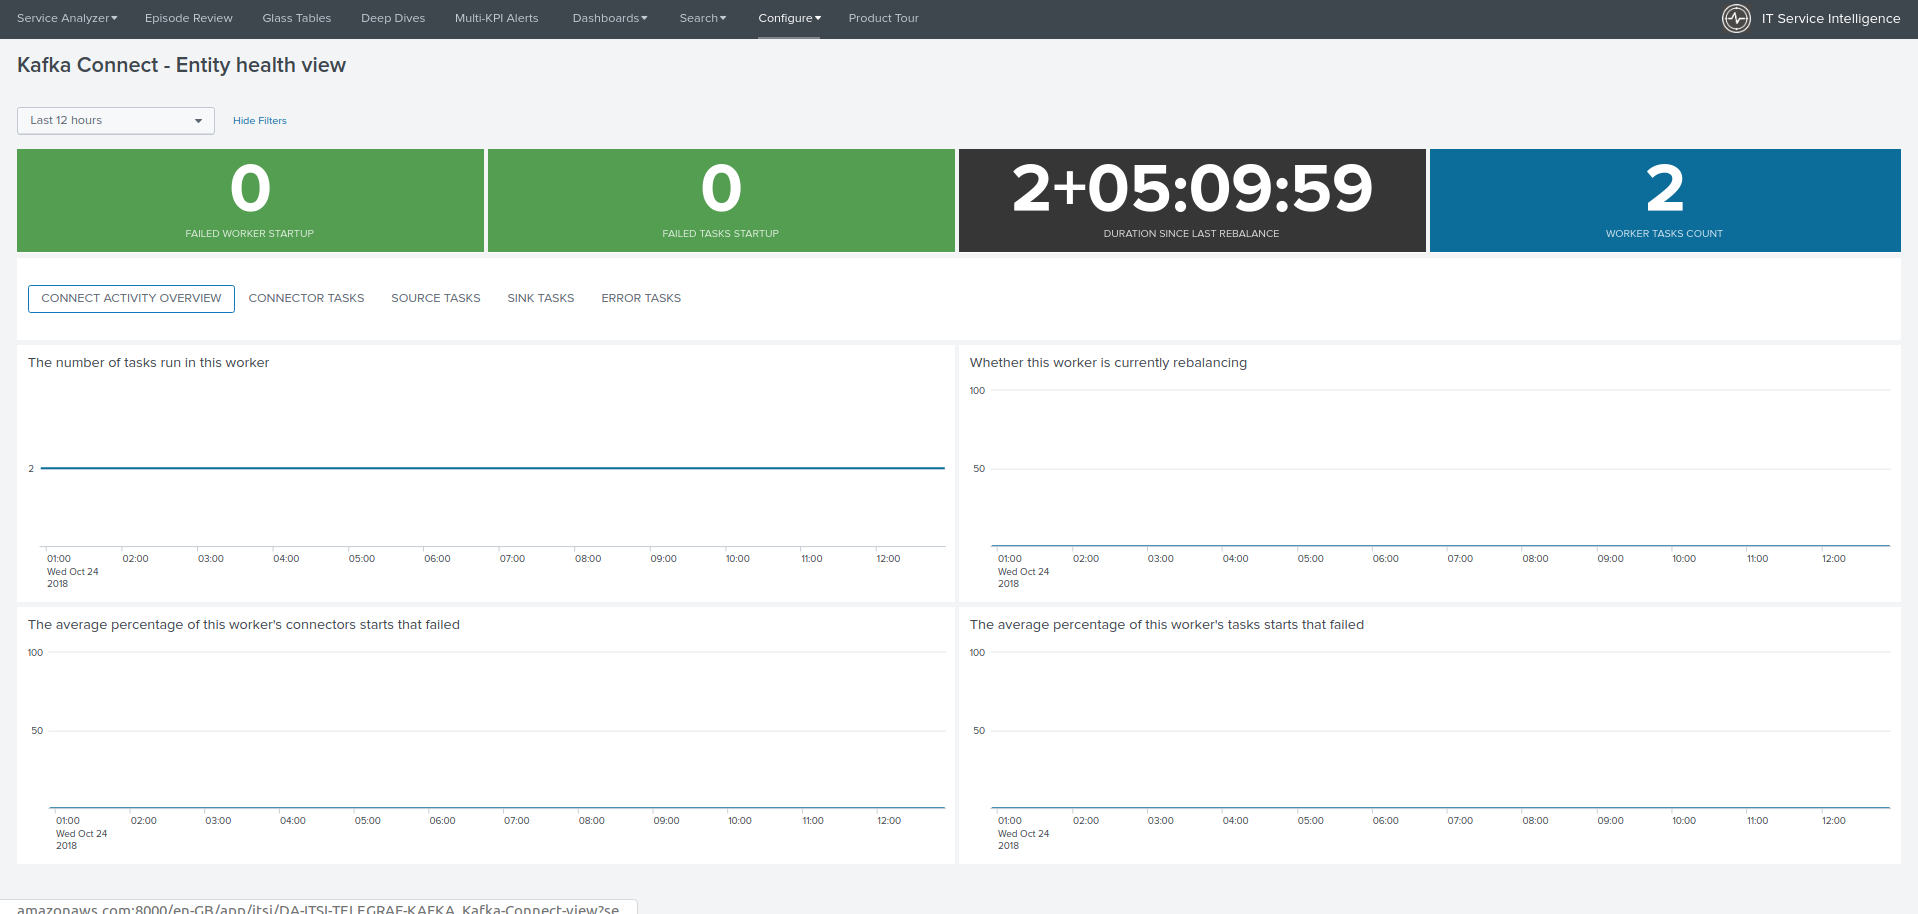 Service Analyzer Episode Review Glass Tables Deep Dives Multi-KPI Alerts Dashboards Search Configure Product Tour IT Service Intelligence
Kafka Connect - Entity health view
Last 12 hours Hide Filters
0
FAILED WORKER STARTUP
0
FAILED TASKS STARTUP
2+05:09:59
DURATION SINCE LAST REBALANCE
2
WORKER TASKS COUNT
CONNECT ACTIVITY OVERVIEW CONNECTOR TASKS SOURCE TASKS SINK TASKS ERROR TASKS
The number of tasks run in this worker
2
01:00 02:00 03:00 04:00 05:00 06:00 07:00 08:00 09:00 10:00 11:00 12:00
Wed Oct 24
2018
Whether this worker is currently rebalancing
100
50
01:00 02:00 03:00 04:00 05:00 06:00 07:00 08:00 09:00 10:00 11:00 12:00
Wed Oct 24
2018
The average percentage of this worker's connectors starts that failed
100
50
01:00 02:00 03:00 04:00 05:00 06:00 07:00 08:00 09:00 10:00 11:00 12:00
Wed Oct 24
2018
The average percentage of this worker's tasks starts that failed
100
50
01:00 02:00 03:00 04:00 05:00 06:00 07:00 08:00 09:00 10:00 11:00 12:00
Wed Oct 24
2018
amazonaws.com:8000/en-GB/app/itsi/DA-ITSI-TELEGRAF-KAFKA_Kafka-Connect-view?se